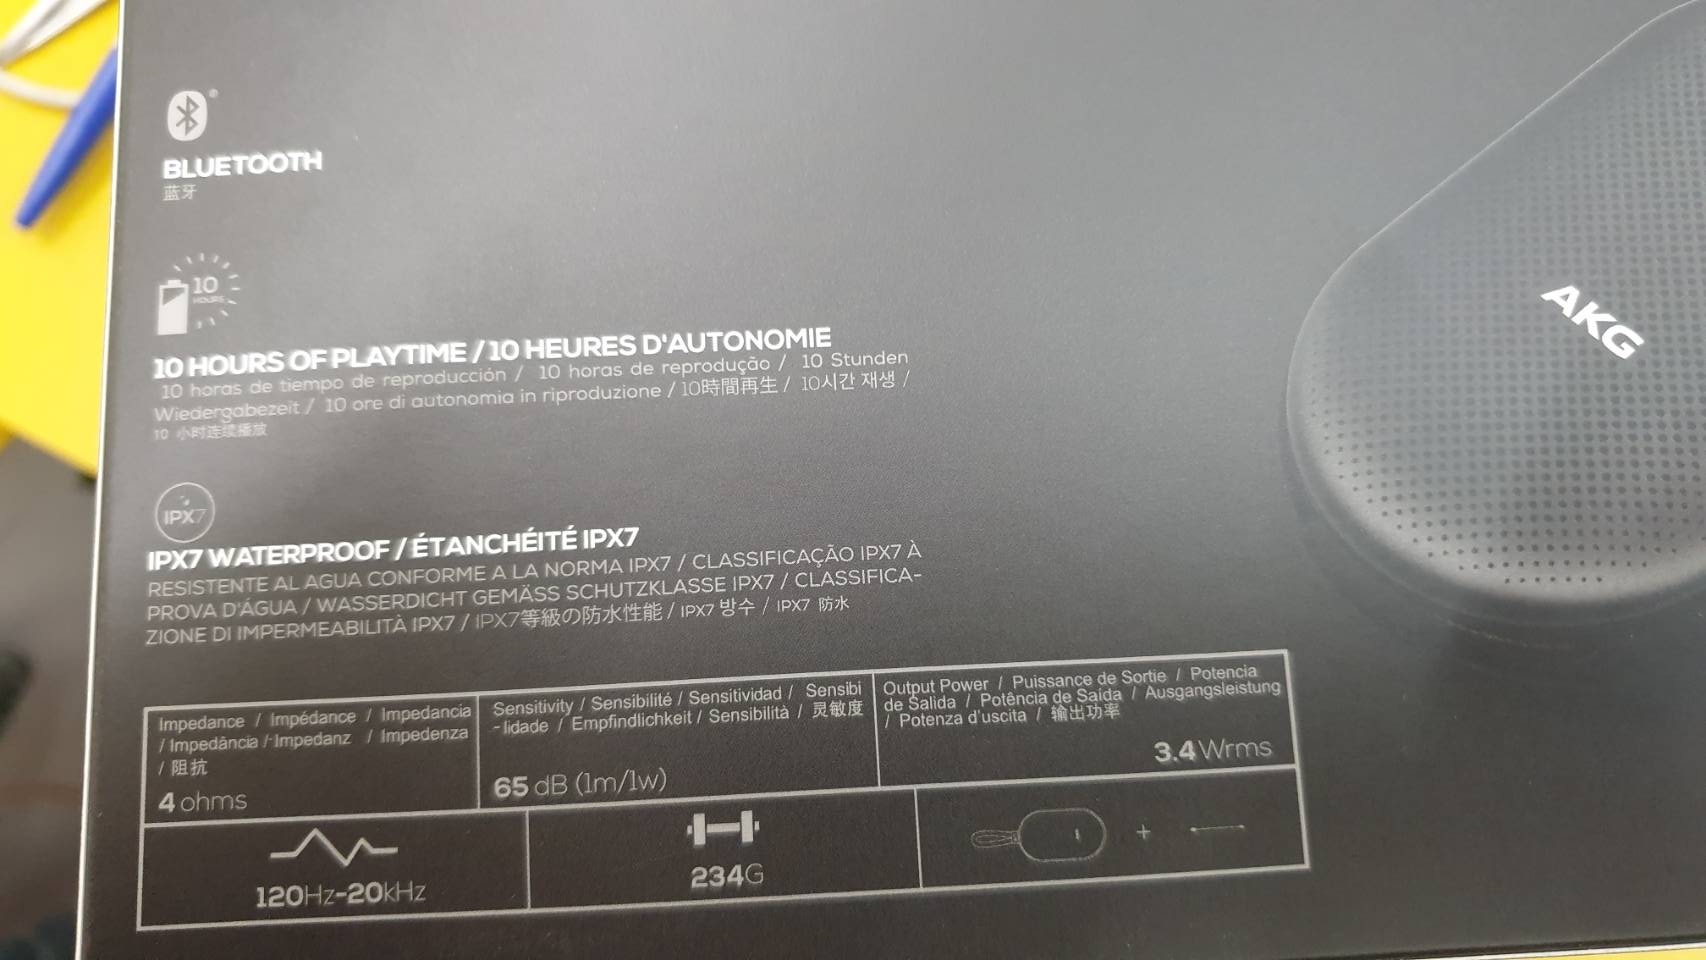 BLUETOOTH
蓝牙
10
HOURS
10 HOURS OF PLAYTIME / 10 HEURES D'AUTONOMIE
10 horas de tiempo de reproducción / 10 horas de reprodução / 10 Stunden
Wiedergabezeit / 10 ore di autonomia in riproduzione / 10時間再生 / 10시간 재생 /
10 小时连续播放
IPX7
IPX7 WATERPROOF / ÉTANCHÉITÉ IPX7
RESISTENTE AL AGUA CONFORME A LA NORMA IPX7 / CLASSIFICAÇÃO IPX7 À
PROVA D'ÁGUA / WASSERDICHT GEMÄSS SCHUTZKLASSE IPX7 / CLASSIFICA-
ZIONE DI IMPERMEABILITÀ IPX7 / IPX7等級の防水性能 / IPX7 방수 / IPX7 防水
Impedance / Impédance / Impedancia
/ Impedância / Impedanz / Impedenza
/ 阻抗
4 ohms
Sensitivity / Sensibilité / Sensitividad / Sensibi
-lidade / Empfindlichkeit / Sensibilità / 灵敏度
65 dB (1m/1w)
Output Power / Puissance de Sortie / Potencia
de Salida / Potência de Saída / Ausgangsleistung
/ Potenza d'uscita / 输出功率
3.4 Wrms
120Hz-20kHz
234G
+
AKG